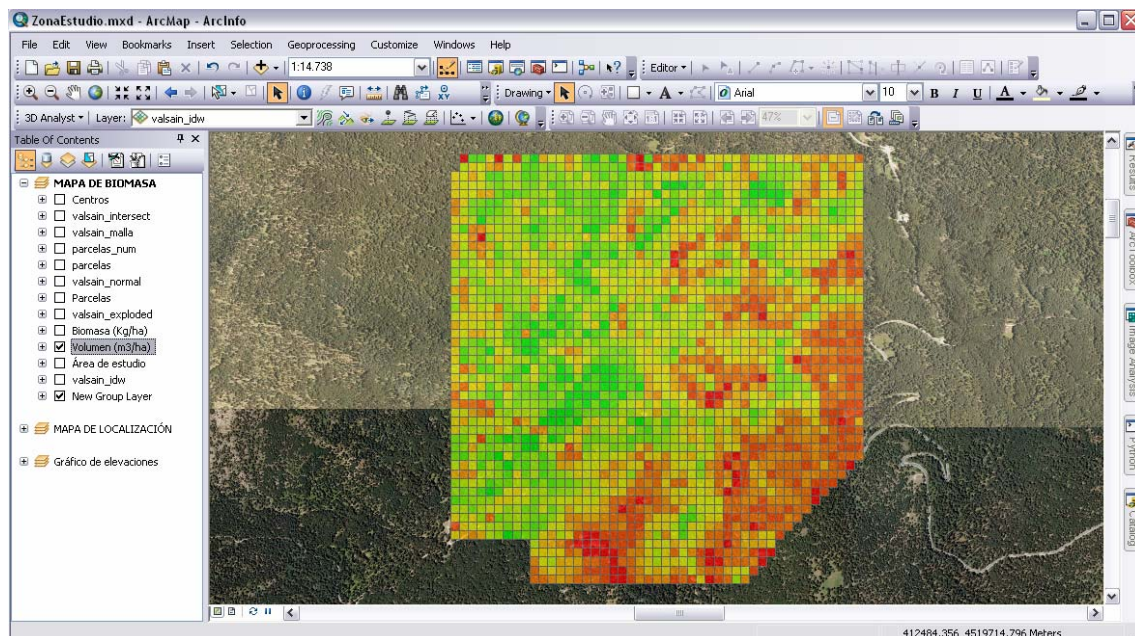 ZonaEstudio.mxd - ArcMap - ArcInfo
File Edit View Bookmarks Insert Selection Geoprocessing Customize Windows Help
1:14.738 Editor
Drawing A Arial 10 B I U A
3D Analyst Layer: valsain_idw 47%
Table Of Contents
MAPA DE BIOMASA
Centros
valsain_intersect
valsain_malla
parcelas_num
parcelas
valsain_normal
Parcelas
valsain_exploded
Biomasa (Kg/ha)
Volumen (m3/ha)
Área de estudio
valsain_idw
New Group Layer
MAPA DE LOCALIZACIÓN
Gráfico de elevaciones
Results
ArcToolbox
Image Analysis
Python
Catalog
412484,356 4519714,796 Meters